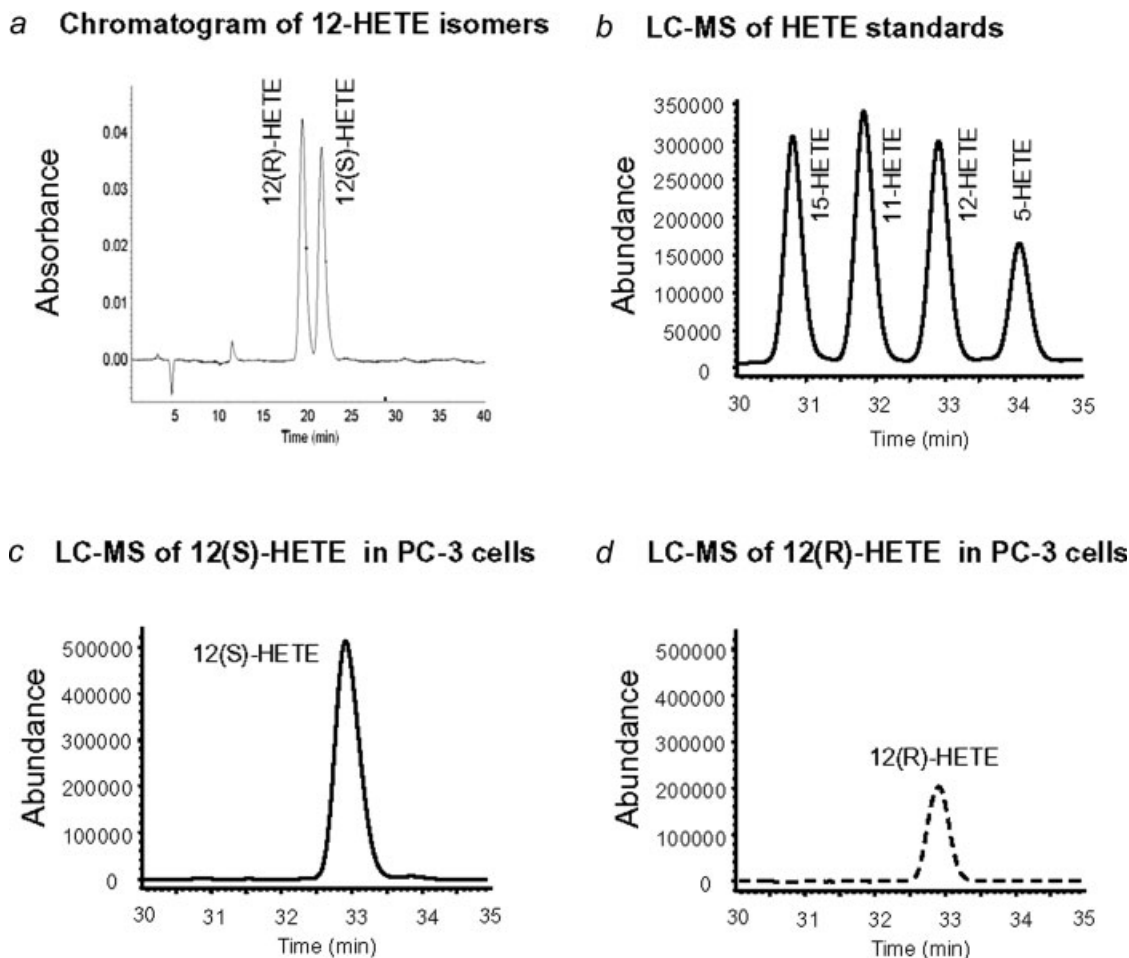 a Chromatogram of 12-HETE isomers
Absorbance
0.04
0.03
0.02
0.01
0.00
12(R)-HETE
12(S)-HETE
5 10 15 20 25 30 35 40
Time (min)
b LC-MS of HETE standards
Abundance
350000
300000
250000
200000
150000
100000
50000
0
15-HETE
11-HETE
12-HETE
5-HETE
30 31 32 33 34 35
Time (min)
c LC-MS of 12(S)-HETE in PC-3 cells
Abundance
500000
400000
300000
200000
100000
0
12(S)-HETE
30 31 32 33 34 35
Time (min)
d LC-MS of 12(R)-HETE in PC-3 cells
Abundance
500000
400000
300000
200000
100000
0
12(R)-HETE
30 31 32 33 34 35
Time (min)